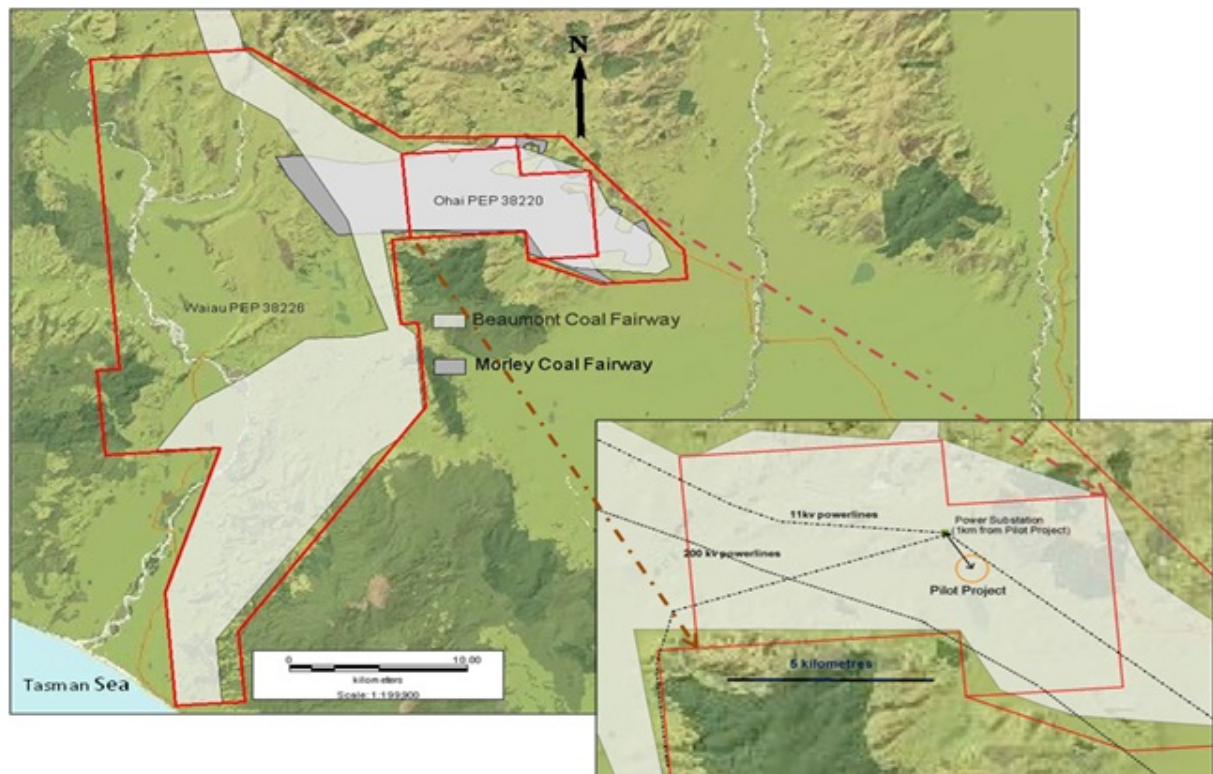 N
Ohai PEP 38220
Waiau PEP 38226
Beaumont Coal Fairway
Morley Coal Fairway
Tasman Sea
0 10.00
kilometers
Scale: 1:199,900
11kv powerlines
Power Substation
(1km from Pilot Project)
200 kv powerlines
Pilot Project
5 kilometres